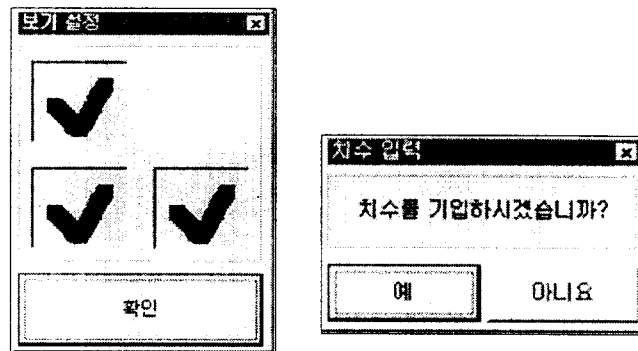 보기 설정
확인
치수 입력
치수를 기입하시겠습니까?
예
아니요